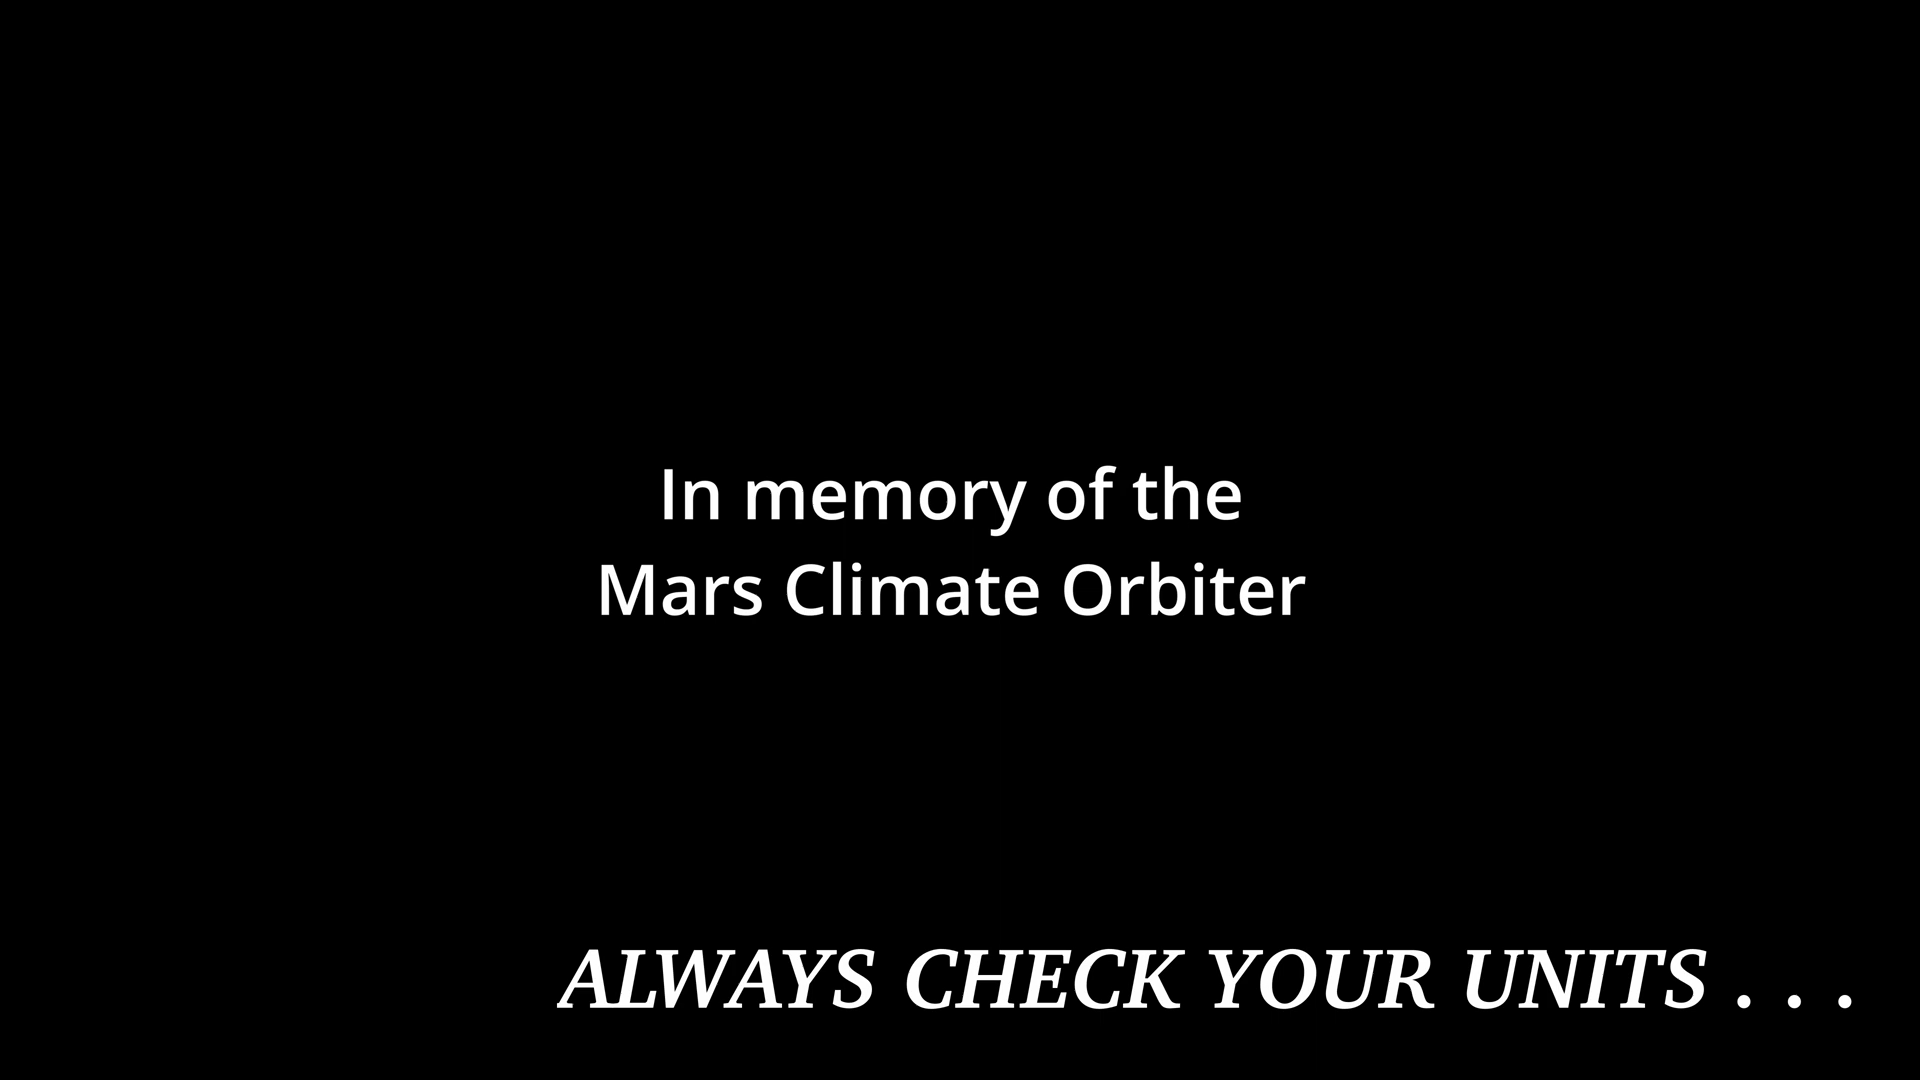 In memory of the
Mars Climate Orbiter
ALWAYS CHECK YOUR UNITS . . .